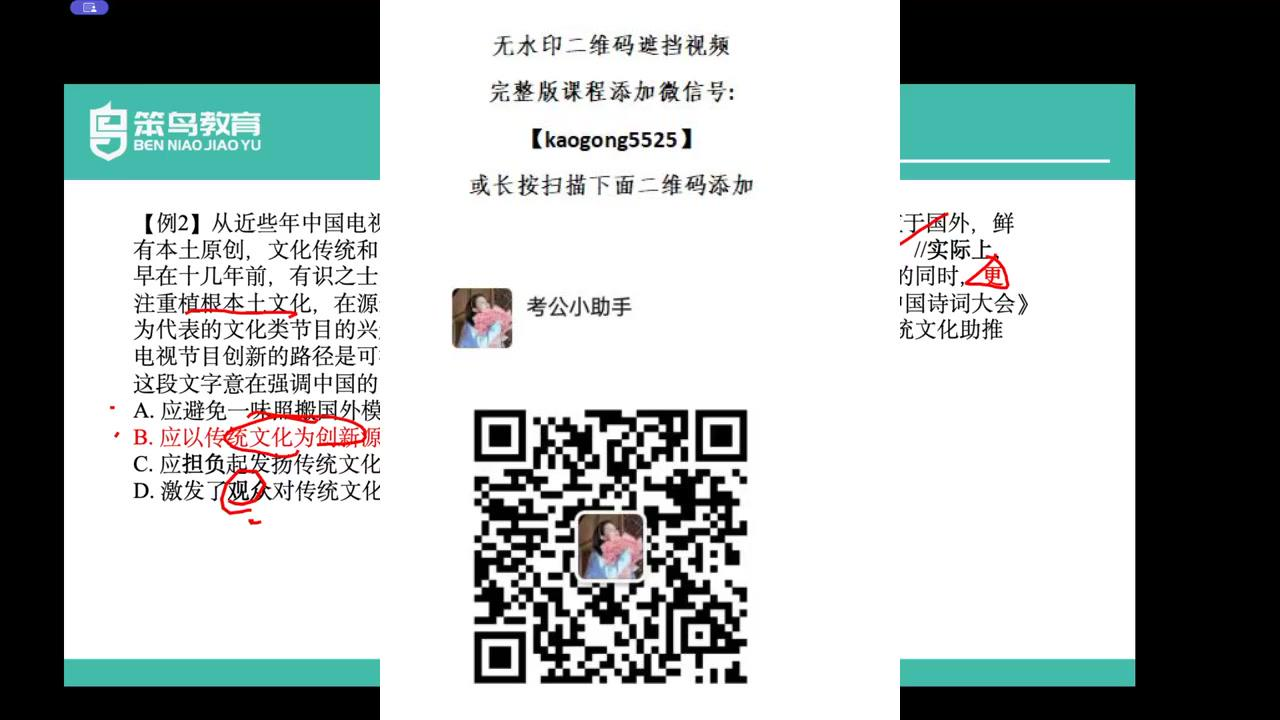 笨鸟教育
BEN NIAO JIAO YU
无水印二维码遮挡视频
完整版课程添加微信号:
【kaogong5525】
或长按扫描下面二维码添加
考公小助手
【例2】从近些年中国电视
于国外，鲜
有本土原创，文化传统和
//实际上，
早在十几年前，有识之士
的同时，更
注重植根本土文化，在源
中国诗词大会》
为代表的文化类节目的兴
统文化助推
电视节目创新的路径是可
这段文字意在强调中国的
A. 应避免一味照搬国外模
B. 应以传统文化为创新源
C. 应担负起发扬传统文化
D. 激发了观众对传统文化